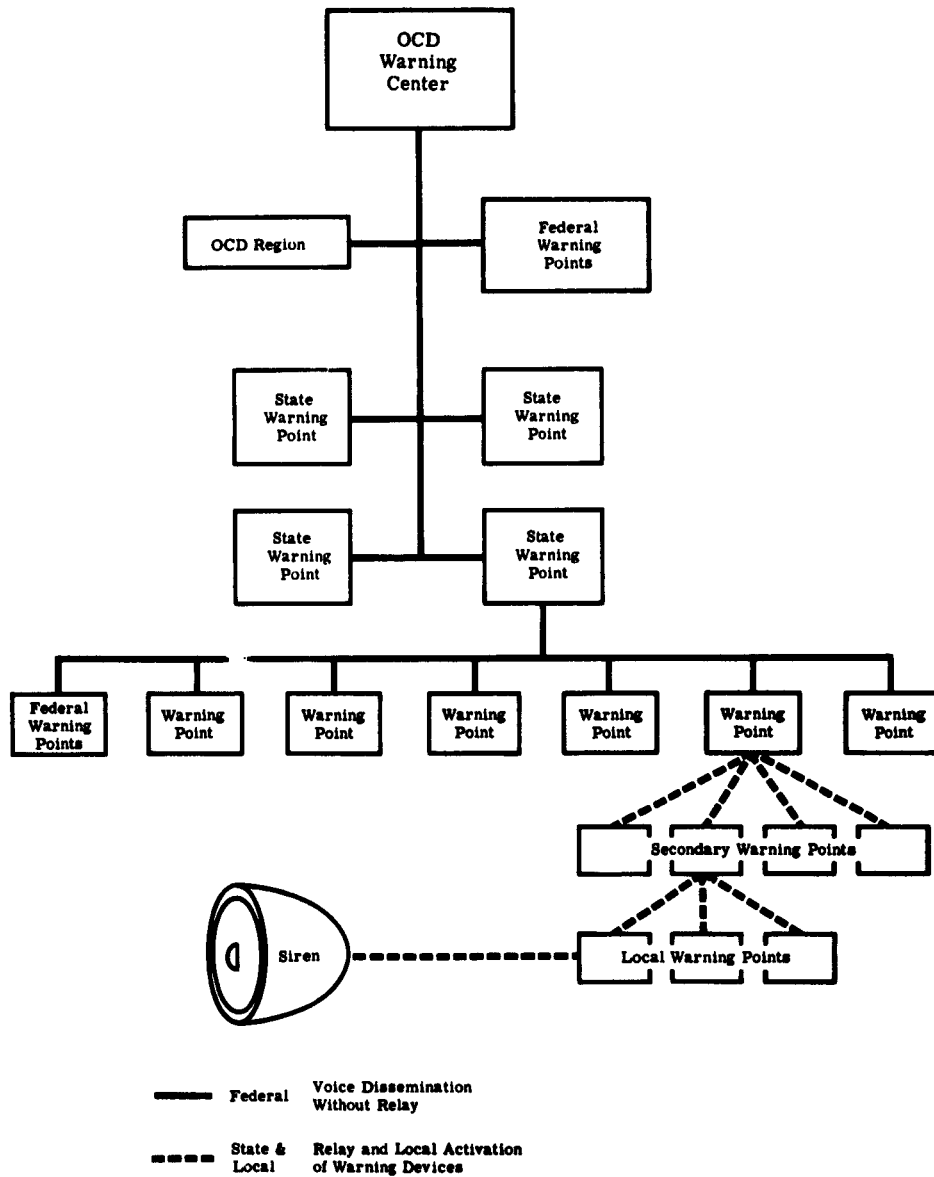 OCD
Warning
Center
OCD Region
Federal
Warning
Points
State
Warning
Point
State
Warning
Point
State
Warning
Point
State
Warning
Point
Federal
Warning
Points
Warning
Point
Warning
Point
Warning
Point
Warning
Point
Warning
Point
Warning
Point
Secondary Warning Points
Siren
Local Warning Points
Federal
Voice Dissemination
Without Relay
State &
Local
Relay and Local Activation
of Warning Devices